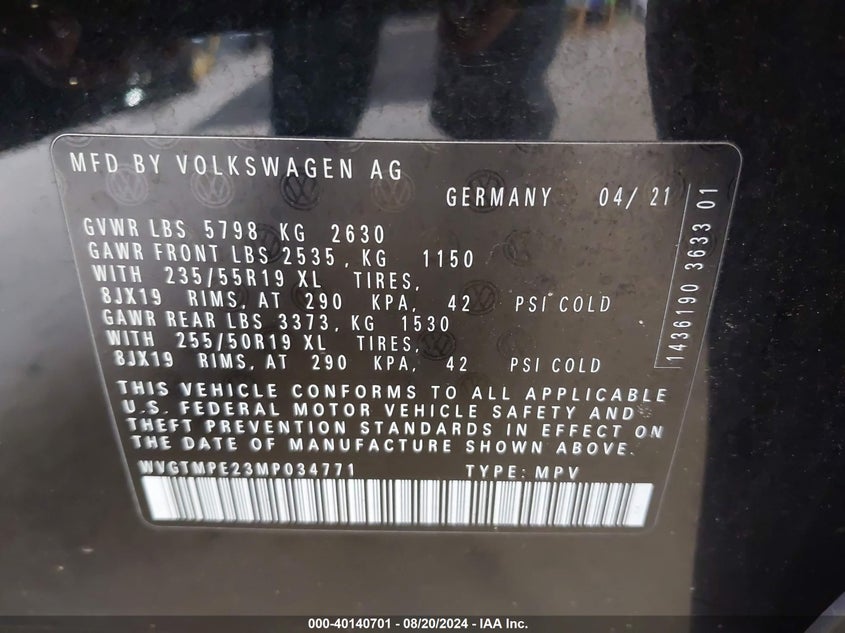 MFD BY VOLKSWAGEN AG
GERMANY 04/ 21
GVWR LBS 5798 KG 2630
GAWR FRONT LBS 2535, KG 1150
WITH 235/55R19 XL TIRES,
8JX19 RIMS, AT 290 KPA, 42 PSI COLD
GAWR REAR LBS 3373, KG 1530
WITH 255/50R19 XL TIRES,
8JX19 RIMS, AT 290 KPA, 42 PSI COLD
THIS VEHICLE CONFORMS TO ALL APPLICABLE
U.S. FEDERAL MOTOR VEHICLE SAFETY AND
THEFT PREVENTION STANDARDS IN EFFECT ON
THE DATE OF MANUFACTURE SHOWN ABOVE.
WVGTMPE23MP034771 TYPE: MPV
1436190 3633 01
000-40140701 - 08/20/2024 - IAA Inc.